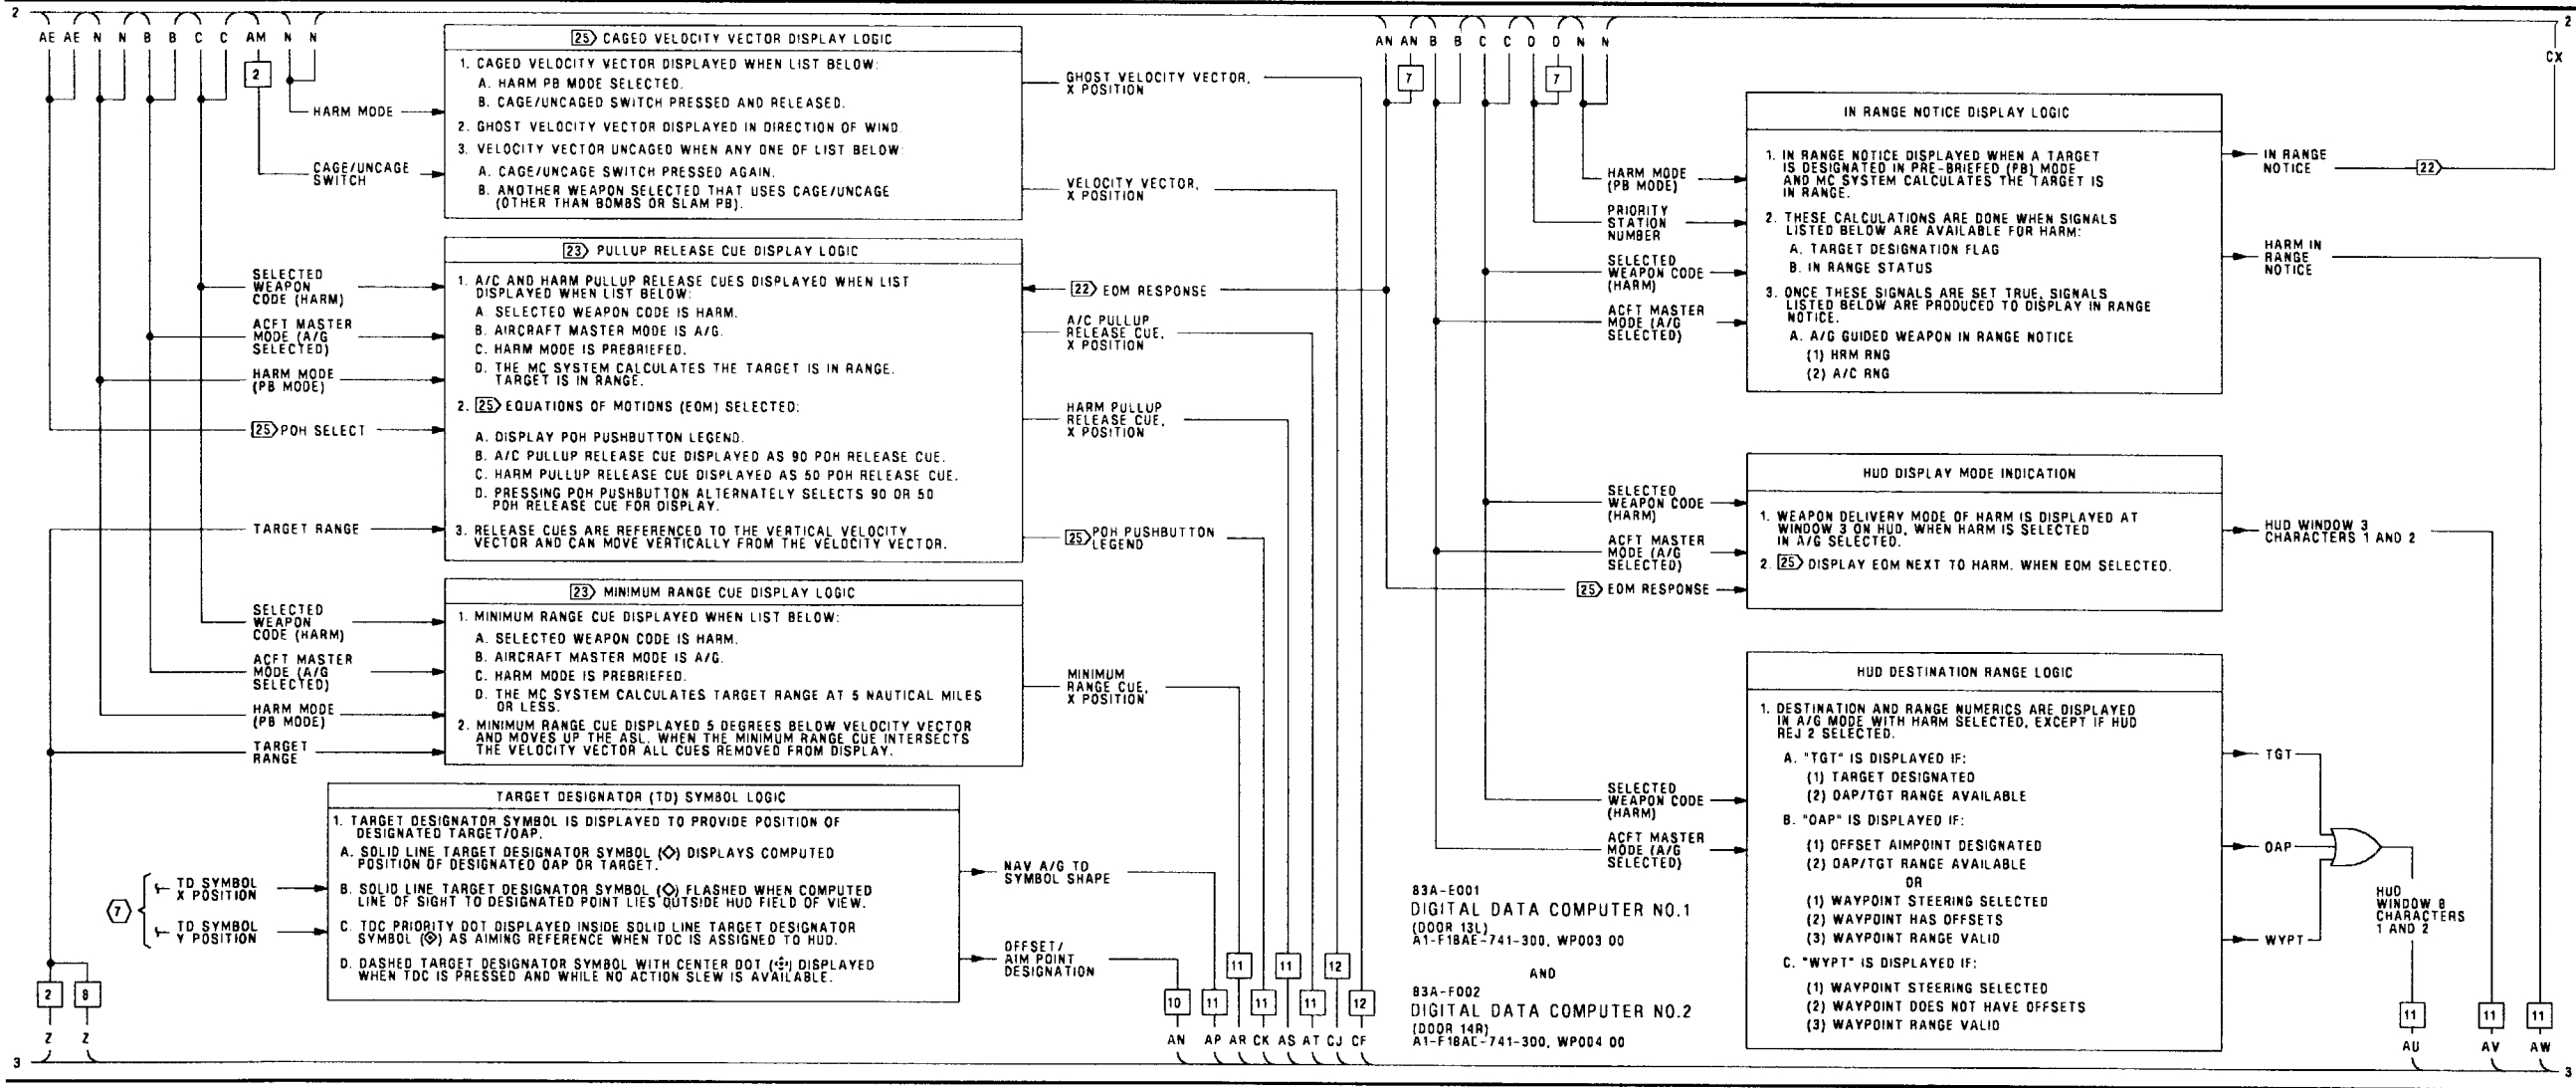 2
AE AE N N B B C C AM N N
2
HARM MODE
CAGE/UNCAGE
SWITCH
25 CAGED VELOCITY VECTOR DISPLAY LOGIC
1. CAGED VELOCITY VECTOR DISPLAYED WHEN LIST BELOW:
A. HARM PB MODE SELECTED.
B. CAGE/UNCAGED SWITCH PRESSED AND RELEASED.
2. GHOST VELOCITY VECTOR DISPLAYED IN DIRECTION OF WIND.
3. VELOCITY VECTOR UNCAGED WHEN ANY ONE OF LIST BELOW:
A. CAGE/UNCAGE SWITCH PRESSED AGAIN.
B. ANOTHER WEAPON SELECTED THAT USES CAGE/UNCAGE
(OTHER THAN BOMBS OR SLAM PB).
GHOST VELOCITY VECTOR,
X POSITION
VELOCITY VECTOR,
X POSITION
SELECTED
WEAPON
CODE (HARM)
ACFT MASTER
MODE (A/G
SELECTED)
HARM MODE
(PB MODE)
25 POH SELECT
TARGET RANGE
23 PULLUP RELEASE CUE DISPLAY LOGIC
1. A/C AND HARM PULLUP RELEASE CUES DISPLAYED WHEN LIST
DISPLAYED WHEN LIST BELOW:
A. SELECTED WEAPON CODE IS HARM.
B. AIRCRAFT MASTER MODE IS A/G.
C. HARM MODE IS PREBRIEFED.
D. THE MC SYSTEM CALCULATES THE TARGET IS IN RANGE.
TARGET IS IN RANGE.
2. 25 EQUATIONS OF MOTIONS (EOM) SELECTED:
A. DISPLAY POH PUSHBUTTON LEGEND.
B. A/C PULLUP RELEASE CUE DISPLAYED AS 90 POH RELEASE CUE.
C. HARM PULLUP RELEASE CUE DISPLAYED AS 50 POH RELEASE CUE.
D. PRESSING POH PUSHBUTTON ALTERNATELY SELECTS 90 OR 50
POH RELEASE CUE FOR DISPLAY.
3. RELEASE CUES ARE REFERENCED TO THE VERTICAL VELOCITY
VECTOR AND CAN MOVE VERTICALLY FROM THE VELOCITY VECTOR.
22 EOM RESPONSE
A/C PULLUP
RELEASE CUE,
X POSITION
HARM PULLUP
RELEASE CUE,
X POSITION
25 POH PUSHBUTTON
LEGEND
SELECTED
WEAPON
CODE (HARM)
ACFT MASTER
MODE (A/G
SELECTED)
HARM MODE
(PB MODE)
TARGET
RANGE
23 MINIMUM RANGE CUE DISPLAY LOGIC
1. MINIMUM RANGE CUE DISPLAYED WHEN LIST BELOW:
A. SELECTED WEAPON CODE IS HARM.
B. AIRCRAFT MASTER MODE IS A/G.
C. HARM MODE IS PREBRIEFED.
D. THE MC SYSTEM CALCULATES TARGET RANGE AT 5 NAUTICAL MILES
OR LESS.
2. MINIMUM RANGE CUE DISPLAYED 5 DEGREES BELOW VELOCITY VECTOR
AND MOVES UP THE ASL. WHEN THE MINIMUM RANGE CUE INTERSECTS
THE VELOCITY VECTOR ALL CUES REMOVED FROM DISPLAY.
MINIMUM
RANGE CUE,
X POSITION
7
TD SYMBOL
X POSITION
TD SYMBOL
Y POSITION
TARGET DESIGNATOR (TD) SYMBOL LOGIC
1. TARGET DESIGNATOR SYMBOL IS DISPLAYED TO PROVIDE POSITION OF
DESIGNATED TARGET/OAP.
A. SOLID LINE TARGET DESIGNATOR SYMBOL (◇) DISPLAYS COMPUTED
POSITION OF DESIGNATED OAP OR TARGET.
B. SOLID LINE TARGET DESIGNATOR SYMBOL (◇) FLASHED WHEN COMPUTED
LINE OF SIGHT TO DESIGNATED POINT LIES OUTSIDE HUD FIELD OF VIEW.
C. TDC PRIORITY DOT DISPLAYED INSIDE SOLID LINE TARGET DESIGNATOR
SYMBOL (◈) AS AIMING REFERENCE WHEN TDC IS ASSIGNED TO HUD.
D. DASHED TARGET DESIGNATOR SYMBOL WITH CENTER DOT () DISPLAYED
WHEN TDC IS PRESSED AND WHILE NO ACTION SLEW IS AVAILABLE.
NAV A/G TD
SYMBOL SHAPE
OFFSET/
AIM POINT
DESIGNATION
2 8
Z Z
10 11 11 11 11 11 12 12
AN AP AR CK AS AT CJ CF
3
AN AN B B C C D D N N
7 7
HARM MODE
(PB MODE)
PRIORITY
STATION
NUMBER
SELECTED
WEAPON CODE
(HARM)
ACFT MASTER
MODE (A/G
SELECTED)
IN RANGE NOTICE DISPLAY LOGIC
1. IN RANGE NOTICE DISPLAYED WHEN A TARGET
IS DESIGNATED IN PRE-BRIEFED (PB) MODE
AND MC SYSTEM CALCULATES THE TARGET IS
IN RANGE.
2. THESE CALCULATIONS ARE DONE WHEN SIGNALS
LISTED BELOW ARE AVAILABLE FOR HARM:
A. TARGET DESIGNATION FLAG
B. IN RANGE STATUS
3. ONCE THESE SIGNALS ARE SET TRUE, SIGNALS
LISTED BELOW ARE PRODUCED TO DISPLAY IN RANGE
NOTICE.
A. A/G GUIDED WEAPON IN RANGE NOTICE
(1) HRM RNG
(2) A/C RNG
IN RANGE
NOTICE
22
2
CX
HARM IN
RANGE
NOTICE
SELECTED
WEAPON CODE
(HARM)
ACFT MASTER
MODE (A/G
SELECTED)
25 EOM RESPONSE
HUD DISPLAY MODE INDICATION
1. WEAPON DELIVERY MODE OF HARM IS DISPLAYED AT
WINDOW 3 ON HUD, WHEN HARM IS SELECTED
IN A/G SELECTED.
2. 25 DISPLAY EOM NEXT TO HARM. WHEN EOM SELECTED.
HUD WINDOW 3
CHARACTERS 1 AND 2
SELECTED
WEAPON CODE
(HARM)
ACFT MASTER
MODE (A/G
SELECTED)
HUD DESTINATION RANGE LOGIC
1. DESTINATION AND RANGE NUMERICS ARE DISPLAYED
IN A/G MODE WITH HARM SELECTED, EXCEPT IF HUD
REJ 2 SELECTED.
A. "TGT" IS DISPLAYED IF:
(1) TARGET DESIGNATED
(2) OAP/TGT RANGE AVAILABLE
B. "OAP" IS DISPLAYED IF:
(1) OFFSET AIMPOINT DESIGNATED
(2) OAP/TGT RANGE AVAILABLE
OR
(1) WAYPOINT STEERING SELECTED
(2) WAYPOINT HAS OFFSETS
(3) WAYPOINT RANGE VALID
C. "WYPT" IS DISPLAYED IF:
(1) WAYPOINT STEERING SELECTED
(2) WAYPOINT DOES NOT HAVE OFFSETS
(3) WAYPOINT RANGE VALID
TGT
OAP
WYPT
HUD
WINDOW 8
CHARACTERS
1 AND 2
83A-E001
DIGITAL DATA COMPUTER NO.1
(DOOR 13L)
A1-F18AE-741-300, WP003 00
AND
83A-F002
DIGITAL DATA COMPUTER NO.2
(DOOR 14R)
A1-F18AE-741-300, WP004 00
11 11 11
AU AV AW
3